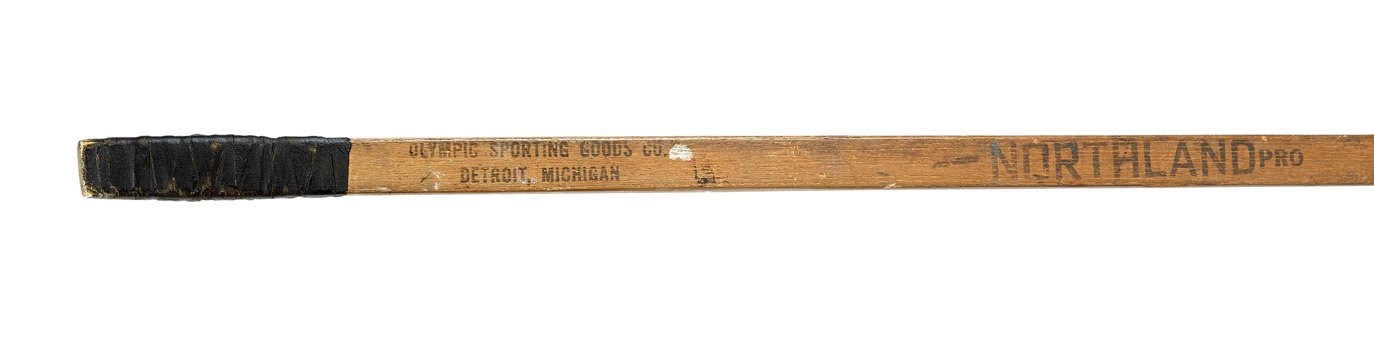 OLYMPIC SPORTING GOODS CO.
DETROIT, MICHIGAN
NORTHLAND PRO